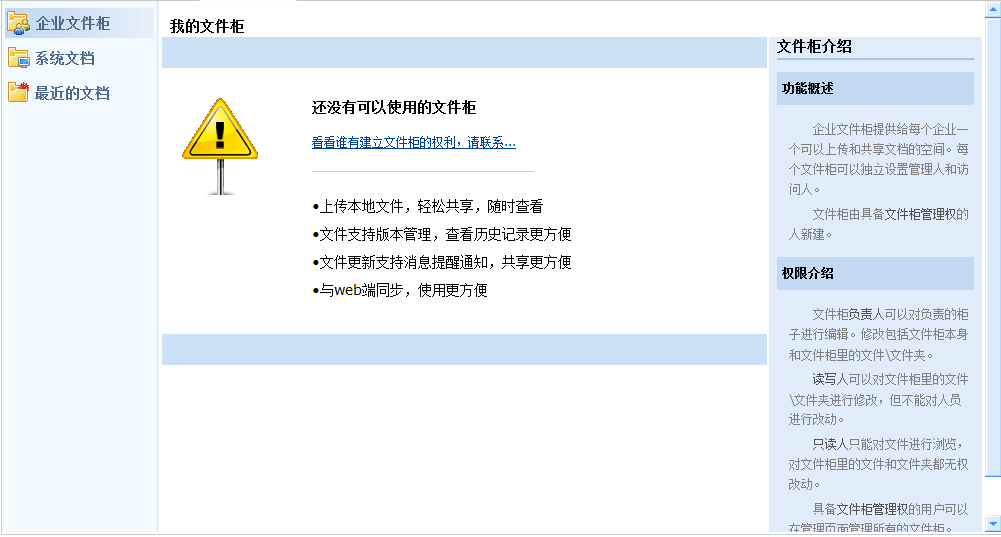 企业文件柜
系统文档
最近的文档
我的文件柜
还没有可以使用的文件柜
看看谁有建立文件柜的权利，请联系...
•上传本地文件，轻松共享，随时查看
•文件支持版本管理，查看历史记录更方便
•文件更新支持消息提醒通知，共享更方便
•与web端同步，使用更方便
文件柜介绍
功能概述
企业文件柜提供给每个企业一
个可以上传和共享文档的空间。每
个文件柜可以独立设置管理人和访
问人。
文件柜由具备文件柜管理权的
人新建。
权限介绍
文件柜负责人可以对负责的柜
子进行编辑。修改包括文件柜本身
和文件柜里的文件\文件夹。
读写人可以对文件柜里的文件
\文件夹进行修改，但不能对人员
进行改动。
只读人只能对文件进行浏览，
对文件柜里的文件和文件夹都无权
改动。
具备文件柜管理权的用户可以
在管理页面管理所有的文件柜。